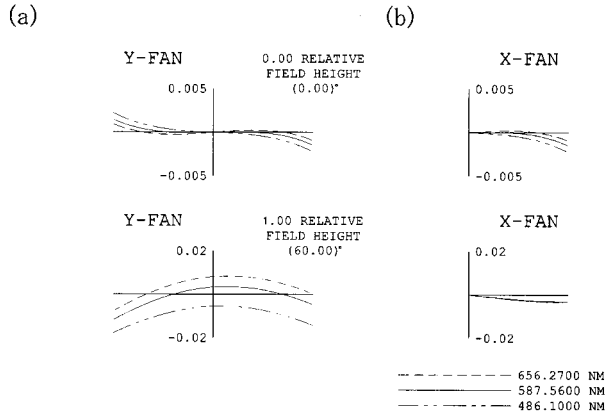 (a)
(b)
Y-FAN
0.00 RELATIVE
FIELD HEIGHT
(0.00)°
X-FAN
0.005
0.005
-0.005
-0.005
Y-FAN
1.00 RELATIVE
FIELD HEIGHT
(60.00)°
X-FAN
0.02
0.02
-0.02
-0.02
656.2700 NM
587.5600 NM
486.1000 NM